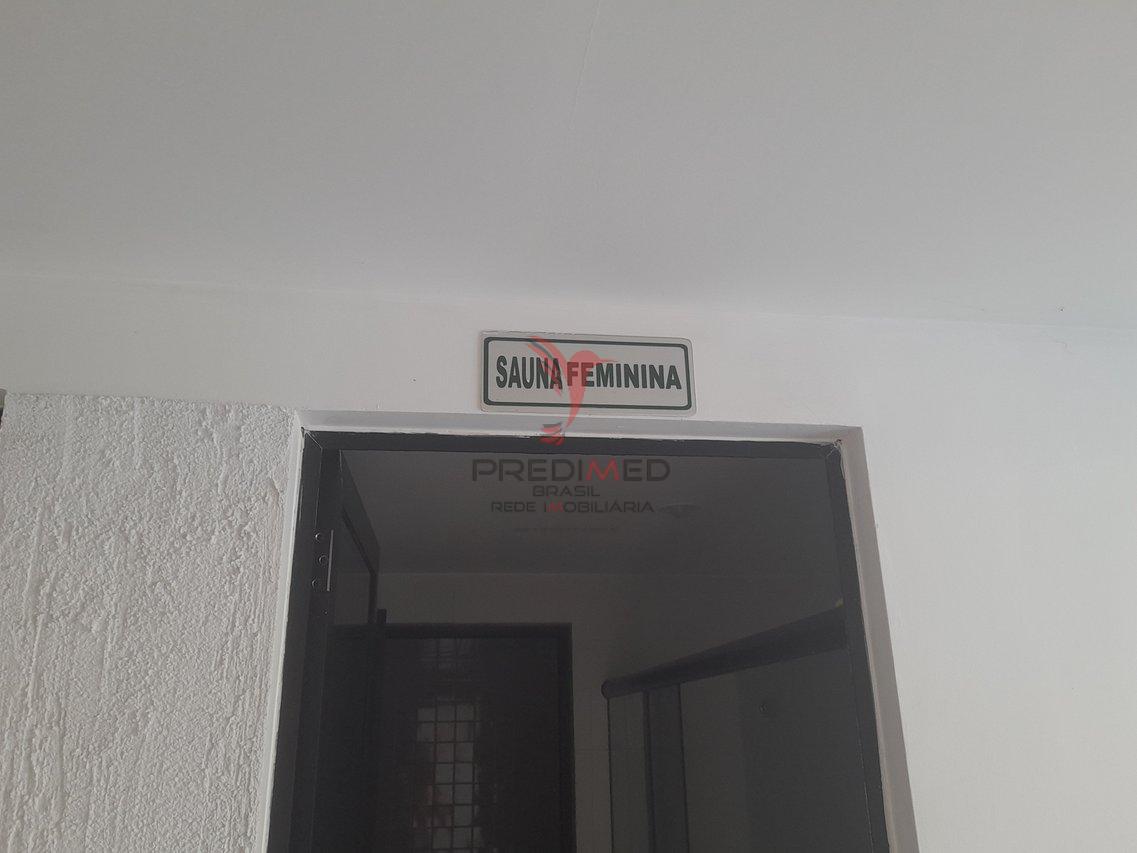 SAUNA FEMININA
PREDIMED
BRASIL
REDE IMOBILIÁRIA